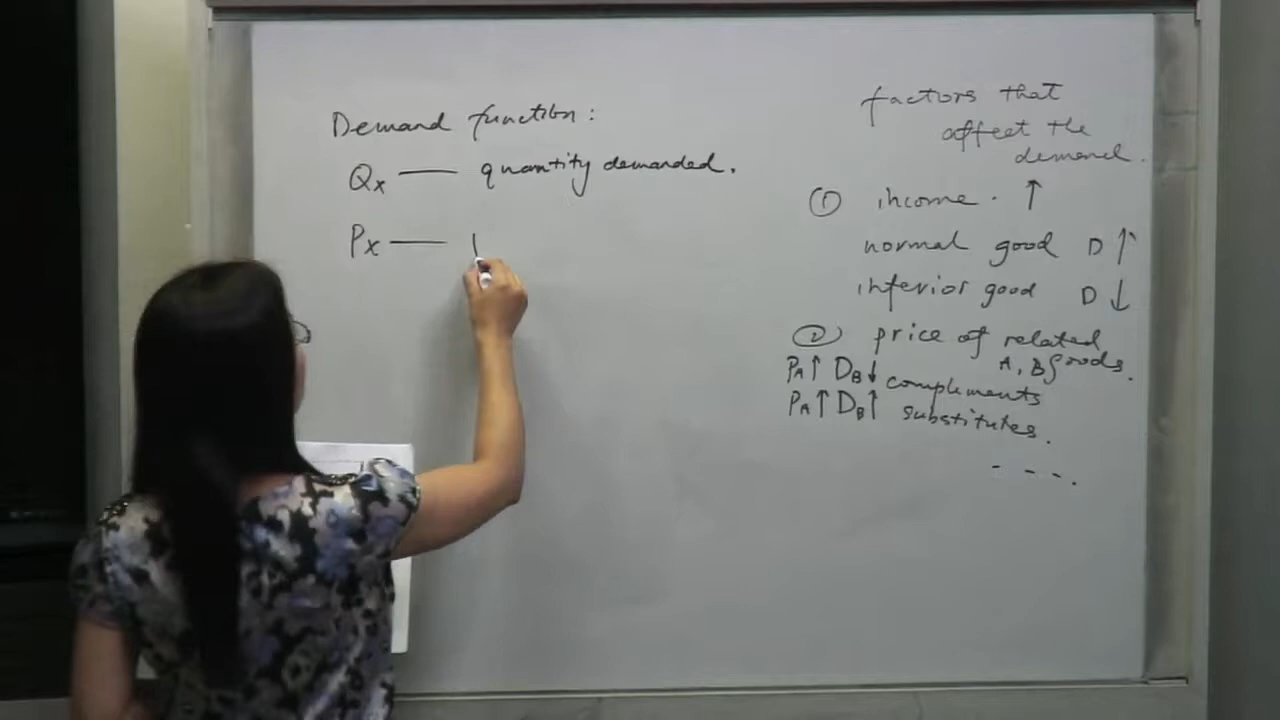 Demand function:
Qx — quantity demanded.
Px —
factors that
affect the
demand.
① income. ↑
normal good D ↑
inferior good D ↓
② price of related
A, B goods.
PA↑ DB↓ complements
PA↑ DB↑ substitutes.
- - - .